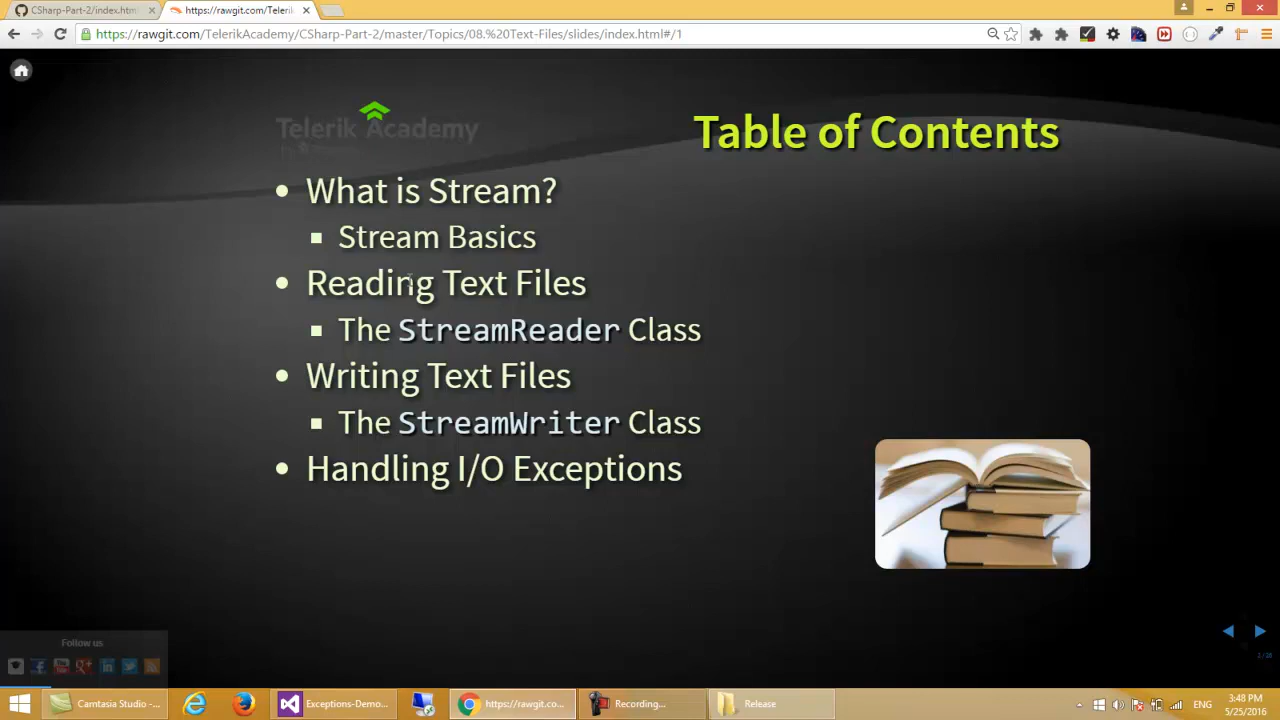 CSharp-Part-2/index.htm
https://rawgit.com/Teleri
https://rawgit.com/TelerikAcademy/CSharp-Part-2/master/Topics/08.%20Text-Files/slides/index.html#/1
Telerik Academy
Table of Contents
What is Stream?
Stream Basics
Reading Text Files
The StreamReader Class
Writing Text Files
The StreamWriter Class
Handling I/O Exceptions
Follow us
Camtasia Studio -...
Exceptions-Demo...
https://rawgit.co...
Recording...
Release
ENG
3:48 PM
5/25/2016